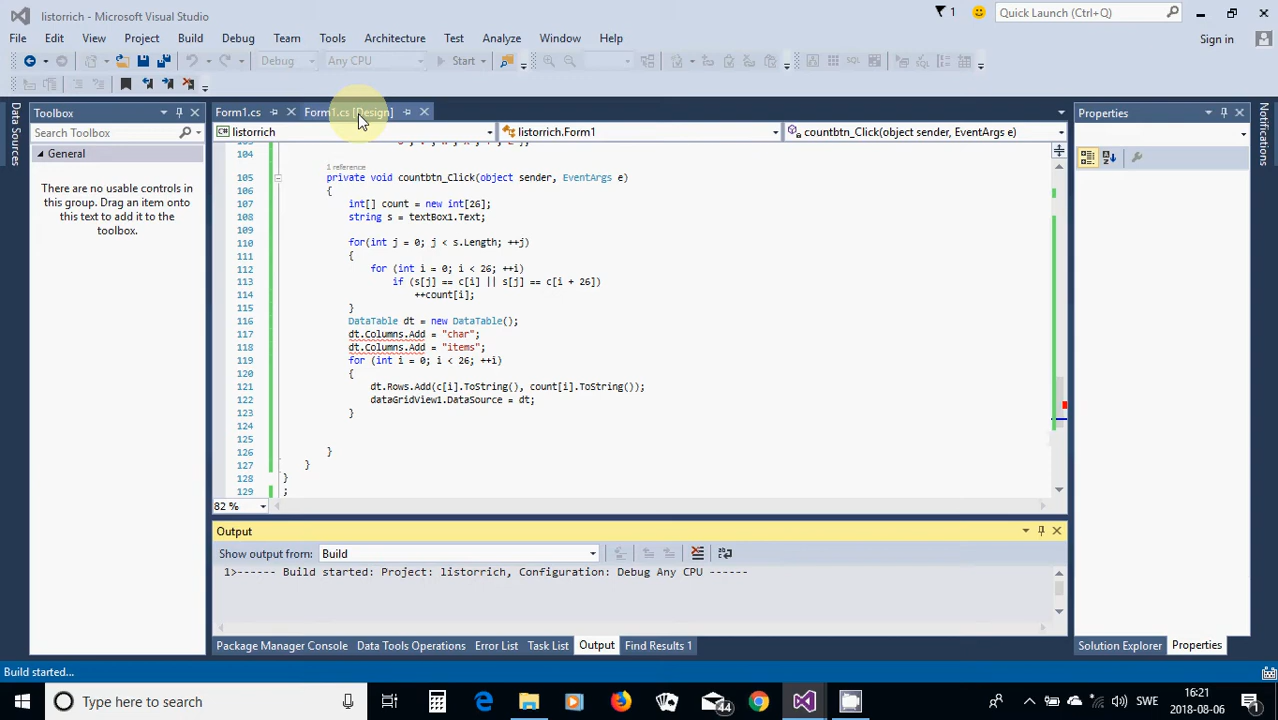 listorrich - Microsoft Visual Studio
1
Quick Launch (Ctrl+Q)
File Edit View Project Build Debug Team Tools Architecture Test Analyze Window Help
Sign in
Debug Any CPU Start
Toolbox
Form1.cs
Form1.cs [Design]
Properties
Data Sources
Search Toolbox
listorrich
listorrich.Form1
countbtn_Click(object sender, EventArgs e)
Notifications
General
There are no usable controls in
this group. Drag an item onto
this text to add it to the
toolbox.
104
1 reference
105 private void countbtn_Click(object sender, EventArgs e)
106 {
107 int[] count = new int[26];
108 string s = textBox1.Text;
109
110 for(int j = 0; j < s.Length; ++j)
111 {
112 for (int i = 0; i < 26; ++i)
113 if (s[j] == c[i] || s[j] == c[i + 26])
114 ++count[i];
115 }
116 DataTable dt = new DataTable();
117 dt.Columns.Add = "char";
118 dt.Columns.Add = "items";
119 for (int i = 0; i < 26; ++i)
120 {
121 dt.Rows.Add(c[i].ToString(), count[i].ToString());
122 dataGridView1.DataSource = dt;
123 }
124
125
126 }
127 }
128 }
129 ;
82 %
Output
Show output from: Build
1>------ Build started: Project: listorrich, Configuration: Debug Any CPU ------
Package Manager Console Data Tools Operations Error List Task List Output Find Results 1
Solution Explorer Properties
Build started...
Type here to search
44
SWE
16:21
2018-08-06
1